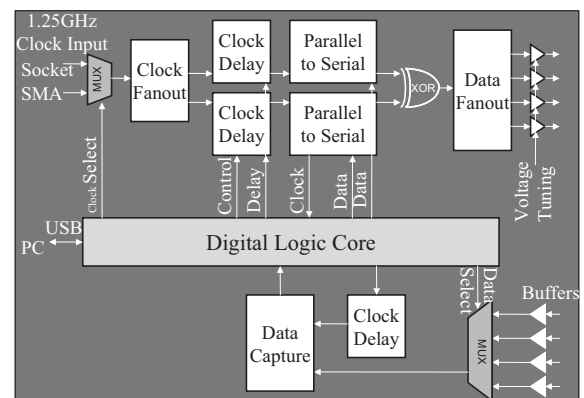 1.25GHz
Clock Input
Socket
SMA
MUX
Clock
Fanout
Clock
Delay
Clock
Delay
Parallel
to Serial
Parallel
to Serial
XOR
Data
Fanout
Clock Select
Control
Delay
Clock
Data
Data
Voltage
Tuning
USB
PC
Digital Logic Core
Data
Select
Buffers
Data
Capture
Clock
Delay
MUX